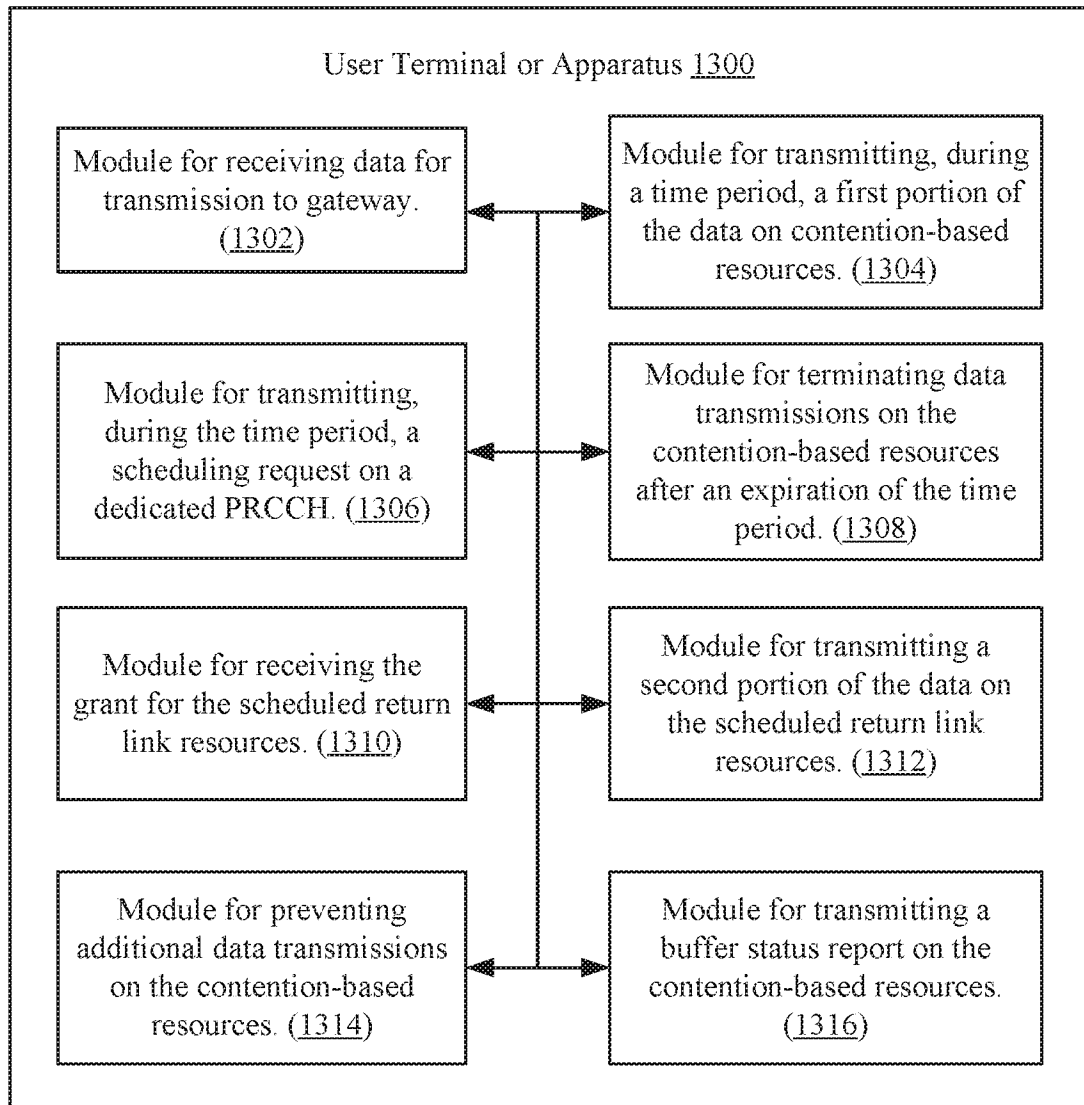 User Terminal or Apparatus 1300
Module for receiving data for
transmission to gateway.
(1302)
Module for transmitting, during
a time period, a first portion of
the data on contention-based
resources. (1304)
Module for transmitting,
during the time period, a
scheduling request on a
dedicated PRCCH. (1306)
Module for terminating data
transmissions on the
contention-based resources
after an expiration of the time
period. (1308)
Module for receiving the
grant for the scheduled return
link resources. (1310)
Module for transmitting a
second portion of the data on
the scheduled return link
resources. (1312)
Module for preventing
additional data transmissions
on the contention-based
resources. (1314)
Module for transmitting a
buffer status report on the
contention-based resources.
(1316)